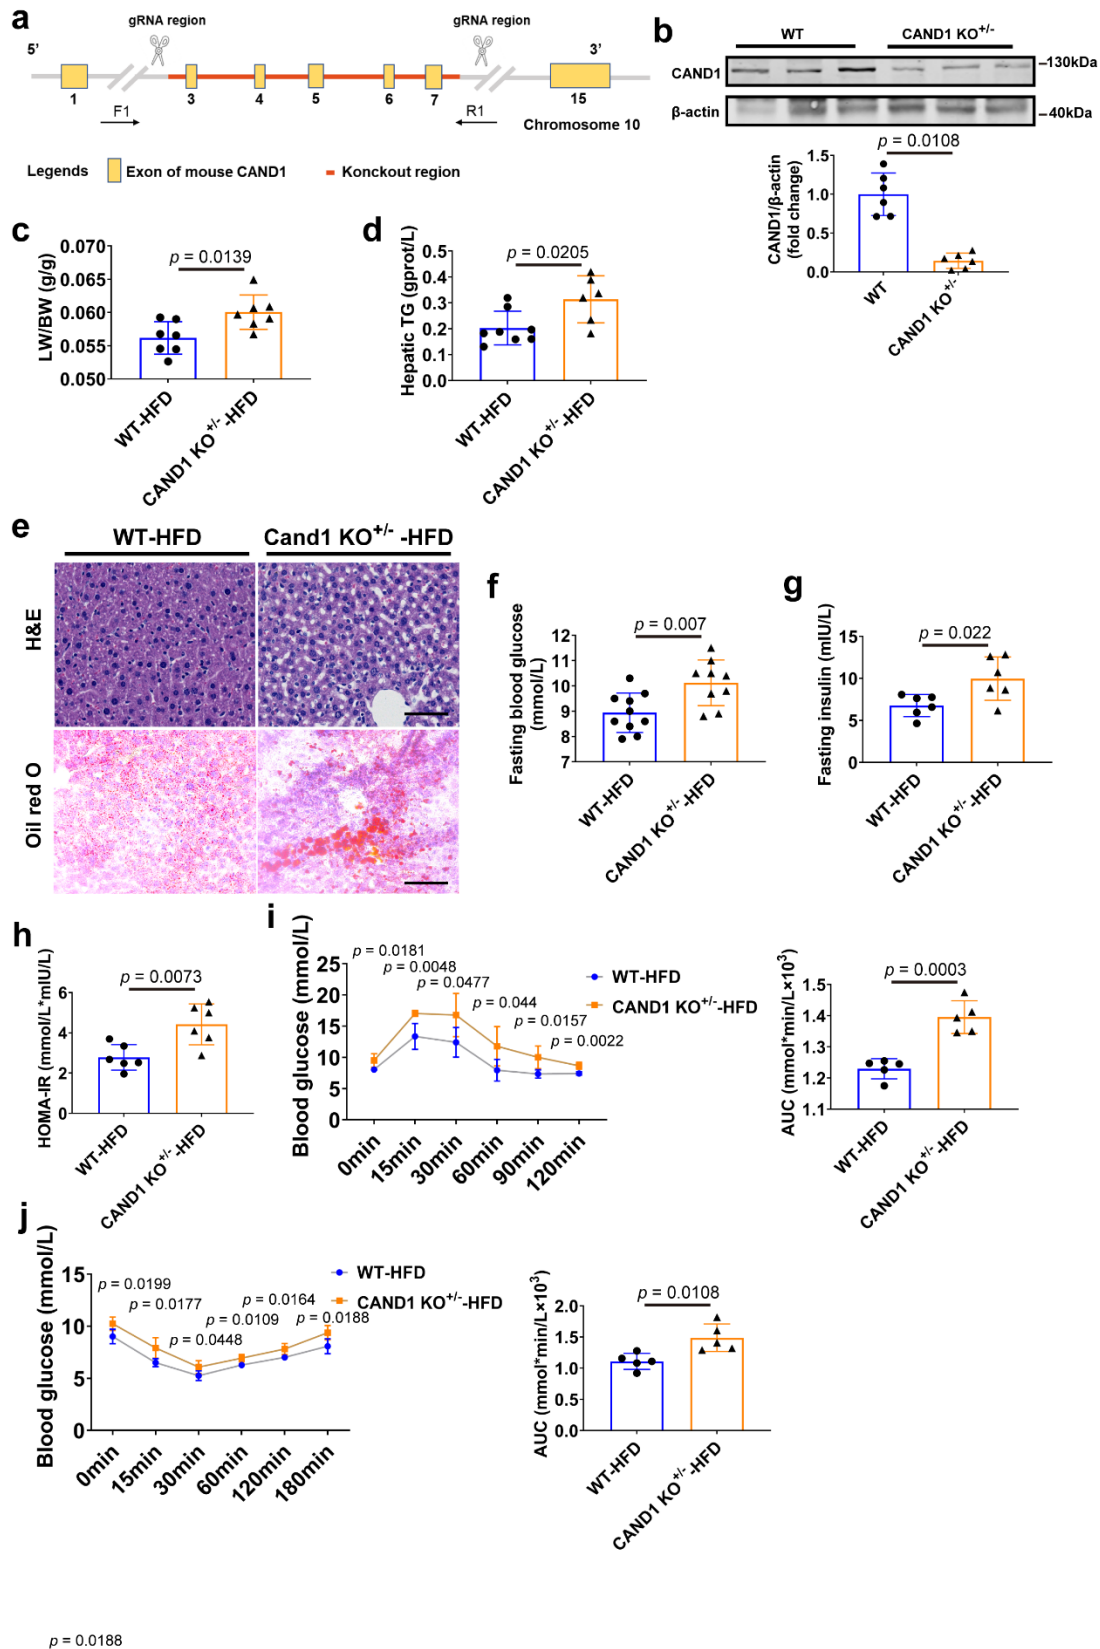 a
gRNA region
gRNA region
5’
3’
1
3
4
5
6
7
15
F1
R1
Chromosome 10
Legends
Exon of mouse CAND1
Konckout region
b
WT
CAND1 KO+/-
CAND1
–130kDa
β-actin
–40kDa
p = 0.0108
1.5
1.0
0.5
0.0
CAND1/β-actin
(fold change)
WT
CAND1 KO+/-
c
p = 0.0139
0.070
0.065
0.060
0.055
0.050
LW/BW (g/g)
WT-HFD
CAND1 KO+/--HFD
d
p = 0.0205
0.5
0.4
0.3
0.2
0.1
0.0
Hepatic TG (gprot/L)
WT-HFD
CAND1 KO+/--HFD
e
WT-HFD
Cand1 KO+/- -HFD
H&E
Oil red O
f
p = 0.007
12
11
10
9
8
7
Fasting blood glucose
(mmol/L)
WT-HFD
CAND1 KO+/--HFD
g
p = 0.022
15
10
5
0
Fasting insulin (mIU/L)
WT-HFD
CAND1 KO+/--HFD
h
p = 0.0073
6
4
2
0
HOMA-IR (mmol/L*mIU/L)
WT-HFD
CAND1 KO+/--HFD
i
p = 0.0181
p = 0.0048
p = 0.0477
p = 0.044
p = 0.0157
p = 0.0022
25
20
15
10
5
0
Blood glucose (mmol/L)
0min
15min
30min
60min
90min
120min
WT-HFD
CAND1 KO+/--HFD
p = 0.0003
1.5
1.4
1.3
1.2
1.1
AUC (mmol*min/L×103)
WT-HFD
CAND1 KO+/--HFD
j
p = 0.0199
p = 0.0177
p = 0.0448
p = 0.0109
p = 0.0164
p = 0.0188
15
10
5
0
Blood glucose (mmol/L)
0min
15min
30min
60min
120min
180min
WT-HFD
CAND1 KO+/--HFD
p = 0.0108
2.0
1.5
1.0
0.5
0.0
AUC (mmol*min/L×103)
WT-HFD
CAND1 KO+/--HFD
p = 0.0188